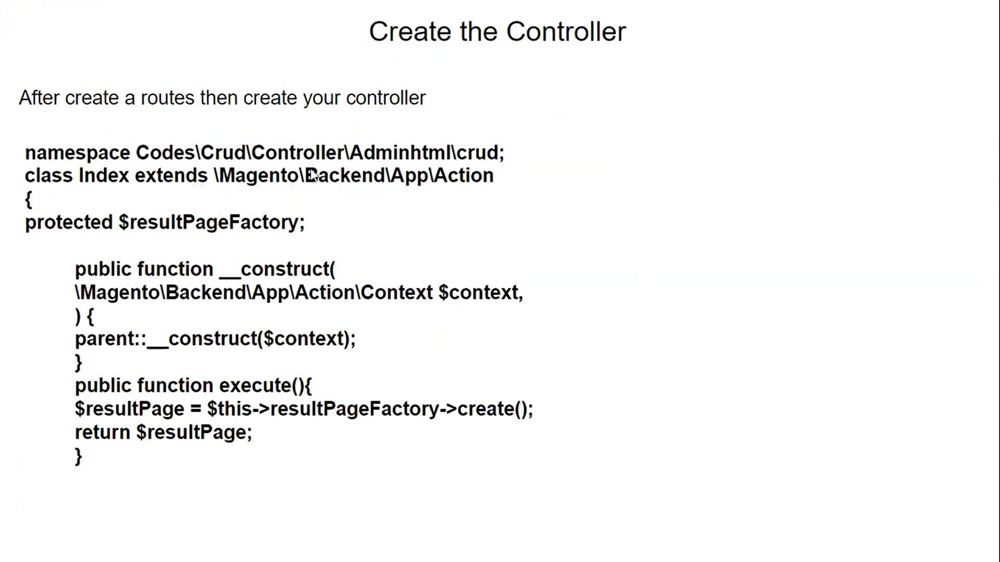 Create the Controller
After create a routes then create your controller
namespace Codes\Crud\Controller\Adminhtml\crud;
class Index extends \Magento\Backend\App\Action
{
protected $resultPageFactory;
public function __construct(
\Magento\Backend\App\Action\Context $context,
) {
parent::__construct($context);
}
public function execute(){
$resultPage = $this->resultPageFactory->create();
return $resultPage;
}